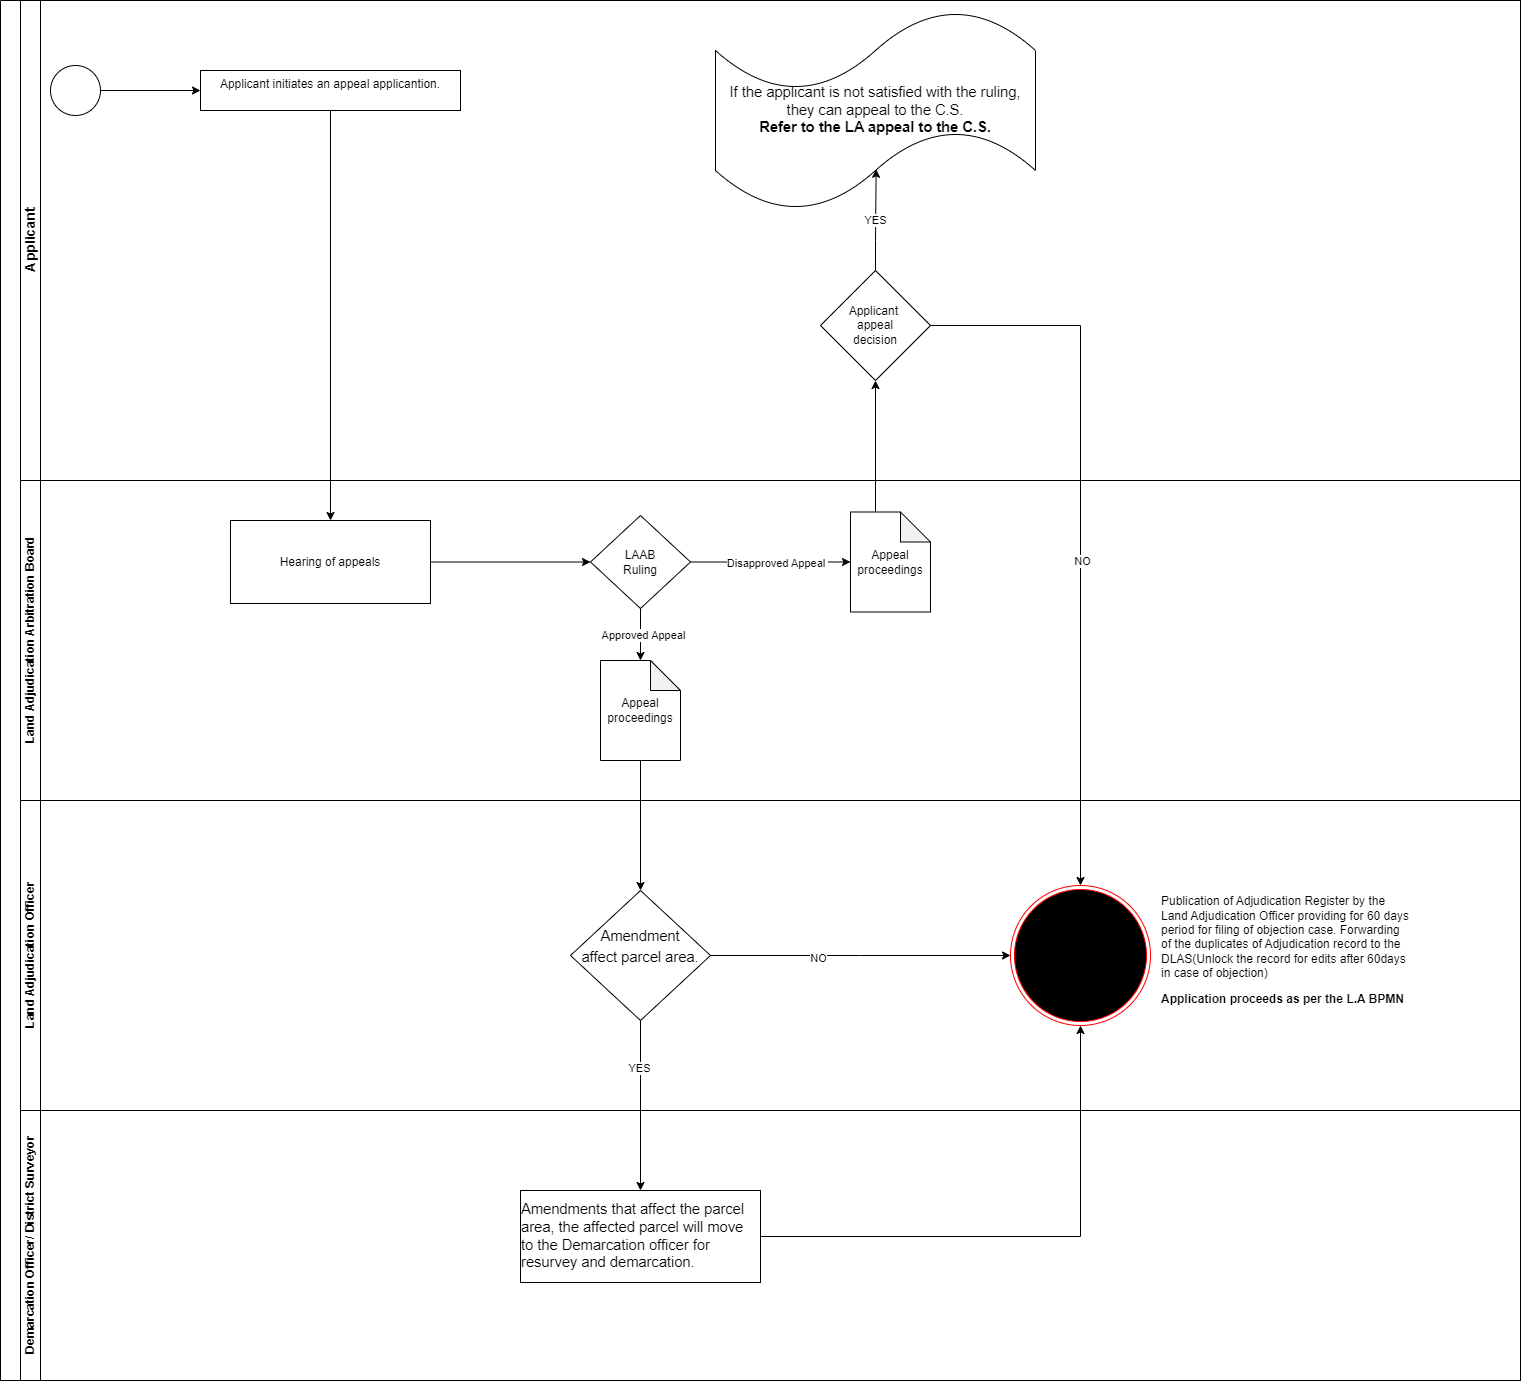 Applicant
Applicant initiates an appeal applicantion.
If the applicant is not satisfied with the ruling,
they can appeal to the C.S.
Refer to the LA appeal to the C.S.
YES
Applicant
appeal
decision
Land Adjudication Arbitration Board
Hearing of appeals
LAAB
Ruling
Disapproved Appeal
Appeal
proceedings
NO
Approved Appeal
Appeal
proceedings
Land Adjudication Officer
Amendment
affect parcel area.
NO
Publication of Adjudication Register by the
Land Adjudication Officer providing for 60 days
period for filing of objection case. Forwarding
of the duplicates of Adjudication record to the
DLAS(Unlock the record for edits after 60days
in case of objection)
Application proceeds as per the L.A BPMN
YES
Demarcation Officer/ District Surveyor
Amendments that affect the parcel
area, the affected parcel will move
to the Demarcation officer for
resurvey and demarcation.